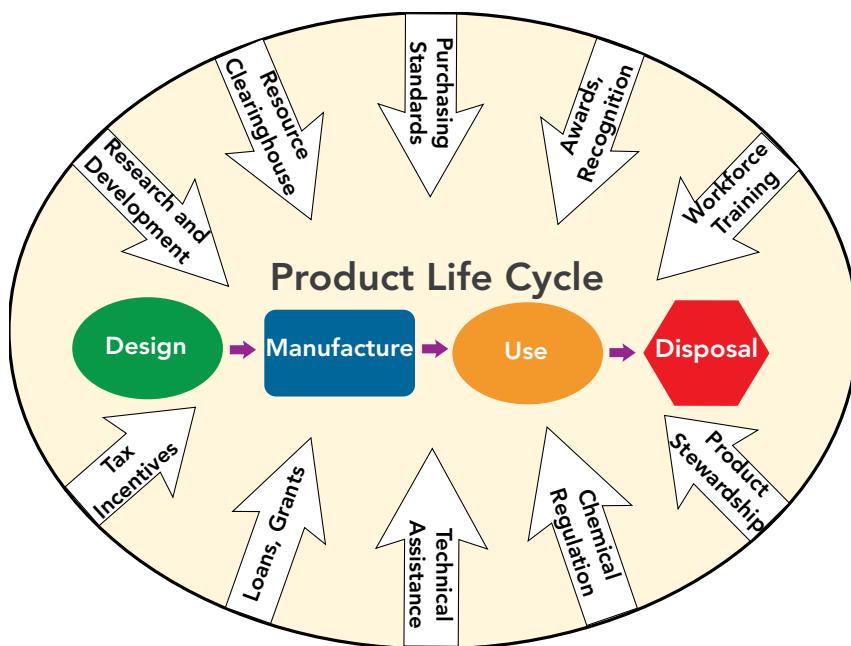 Research and
Development
Resource
Clearinghouse
Purchasing
Standards
Awards,
Recognition
Workforce
Training
Product Life Cycle
Design
Manufacture
Use
Disposal
Tax
Incentives
Loans, Grants
Technical
Assistance
Chemical
Regulation
Product
Stewardship